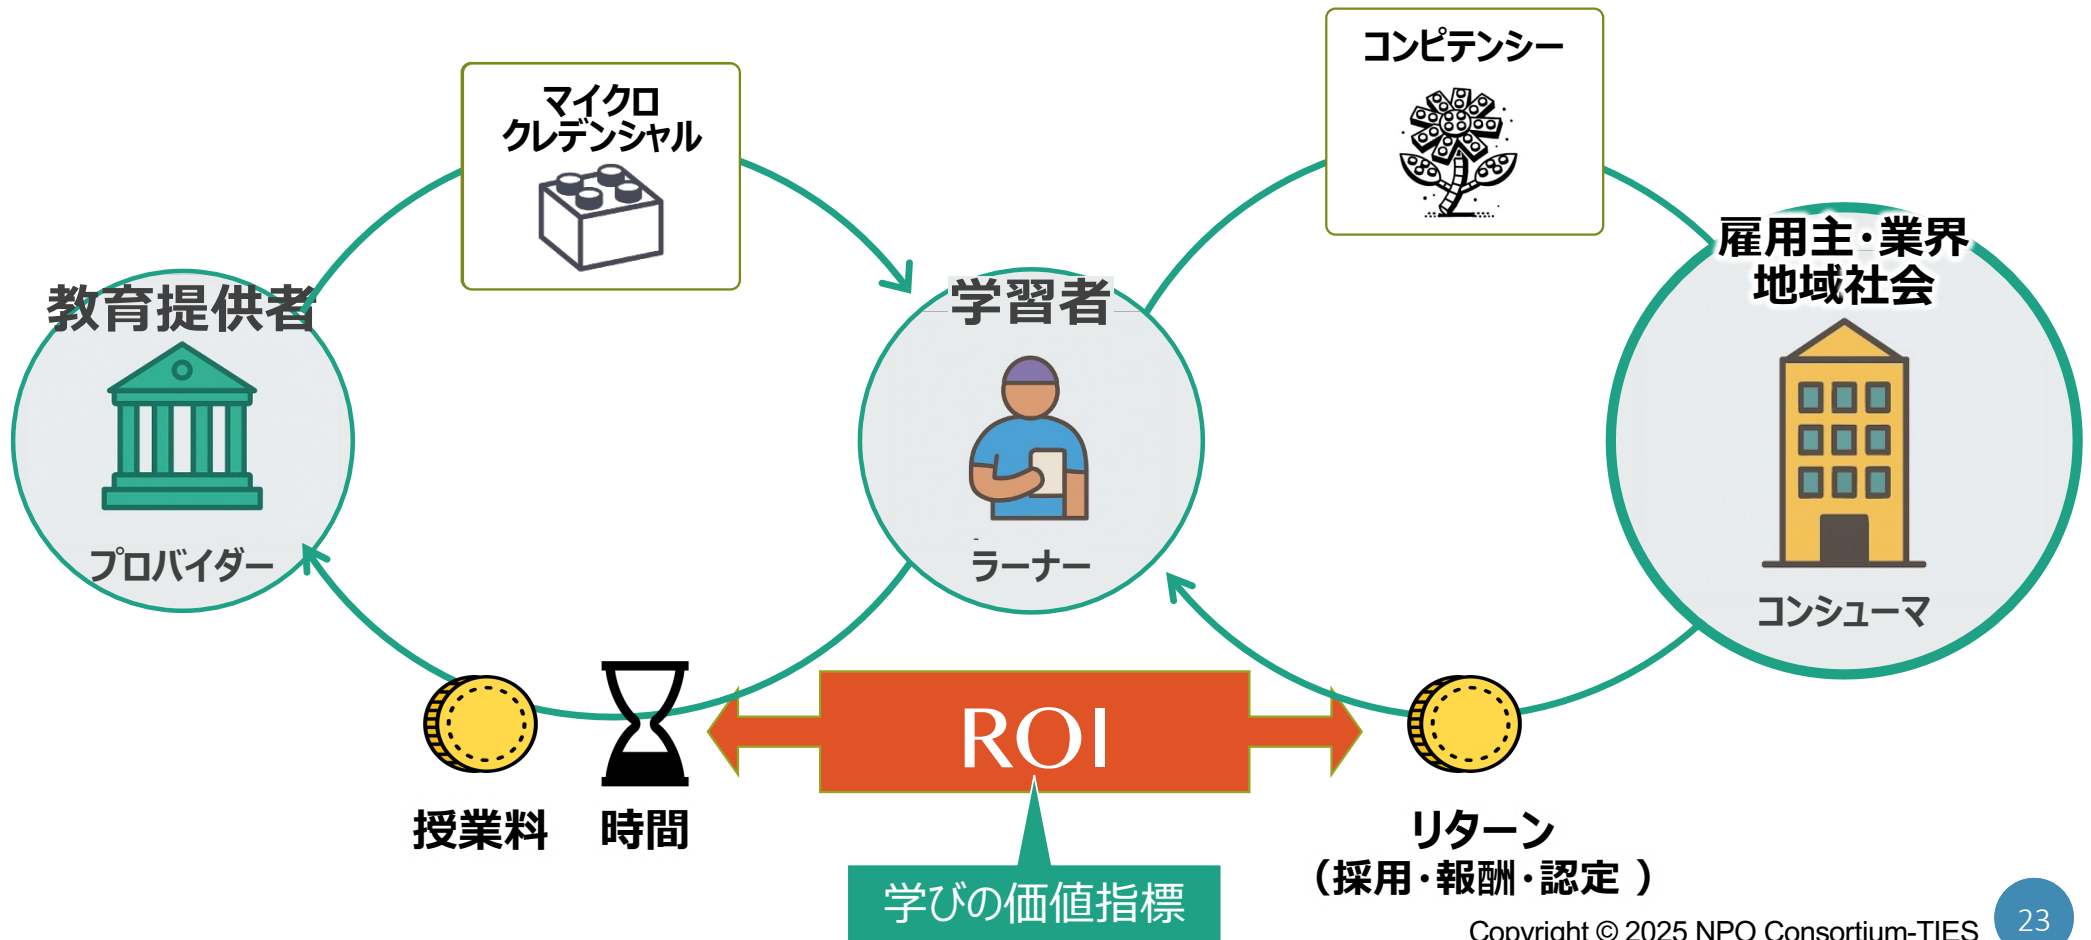 マイクロ
クレデンシャル
コンピテンシー
教育提供者
プロバイダー
学習者
ラーナー
雇用主・業界
地域社会
コンシューマ
授業料
時間
ROI
学びの価値指標
リターン
（採用・報酬・認定 ）
Copyright © 2025 NPO Consortium-TIES
23